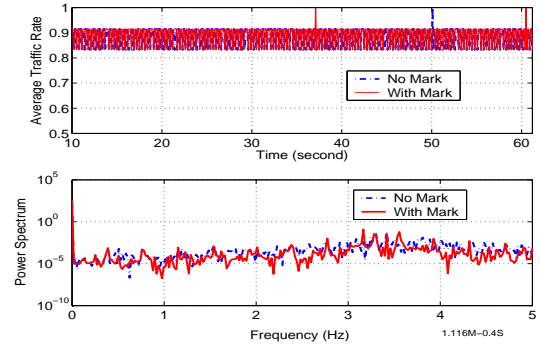 1
0.9
0.8
0.7
0.6
0.5
Average Traffic Rate
No Mark
With Mark
10 20 30 40 50 60
Time (second)
10^5
10^0
10^-5
10^-10
Power Spectrum
No Mark
With Mark
0 1 2 3 4 5
Frequency (Hz)
1.116M-0.4S